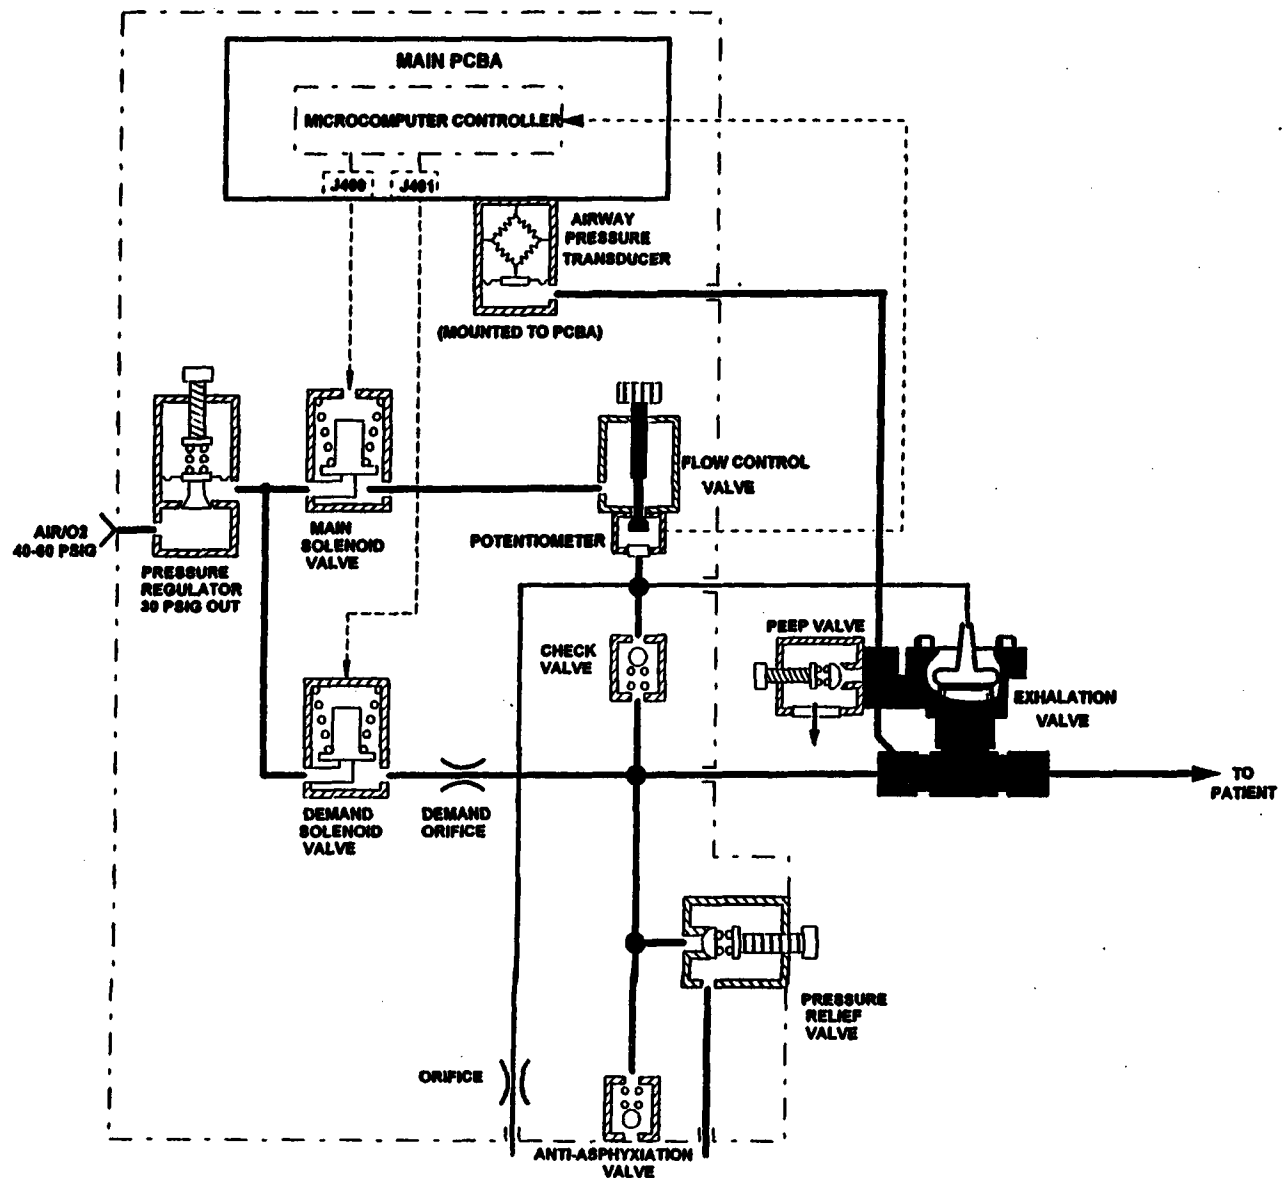 MAIN PCBA
MICROCOMPUTER CONTROLLER
J400
J401
AIRWAY
PRESSURE
TRANSDUCER
(MOUNTED TO PCBA)
FLOW CONTROL
VALVE
AIR/O2
40-60 PSIG
MAIN
SOLENOID
VALVE
POTENTIOMETER
PRESSURE
REGULATOR
30 PSIG OUT
CHECK
VALVE
PEEP VALVE
EXHALATION
VALVE
TO
PATIENT
DEMAND
SOLENOID
VALVE
DEMAND
ORIFICE
PRESSURE
RELIEF
VALVE
ORIFICE
ANTI-ASPHYXIATION
VALVE